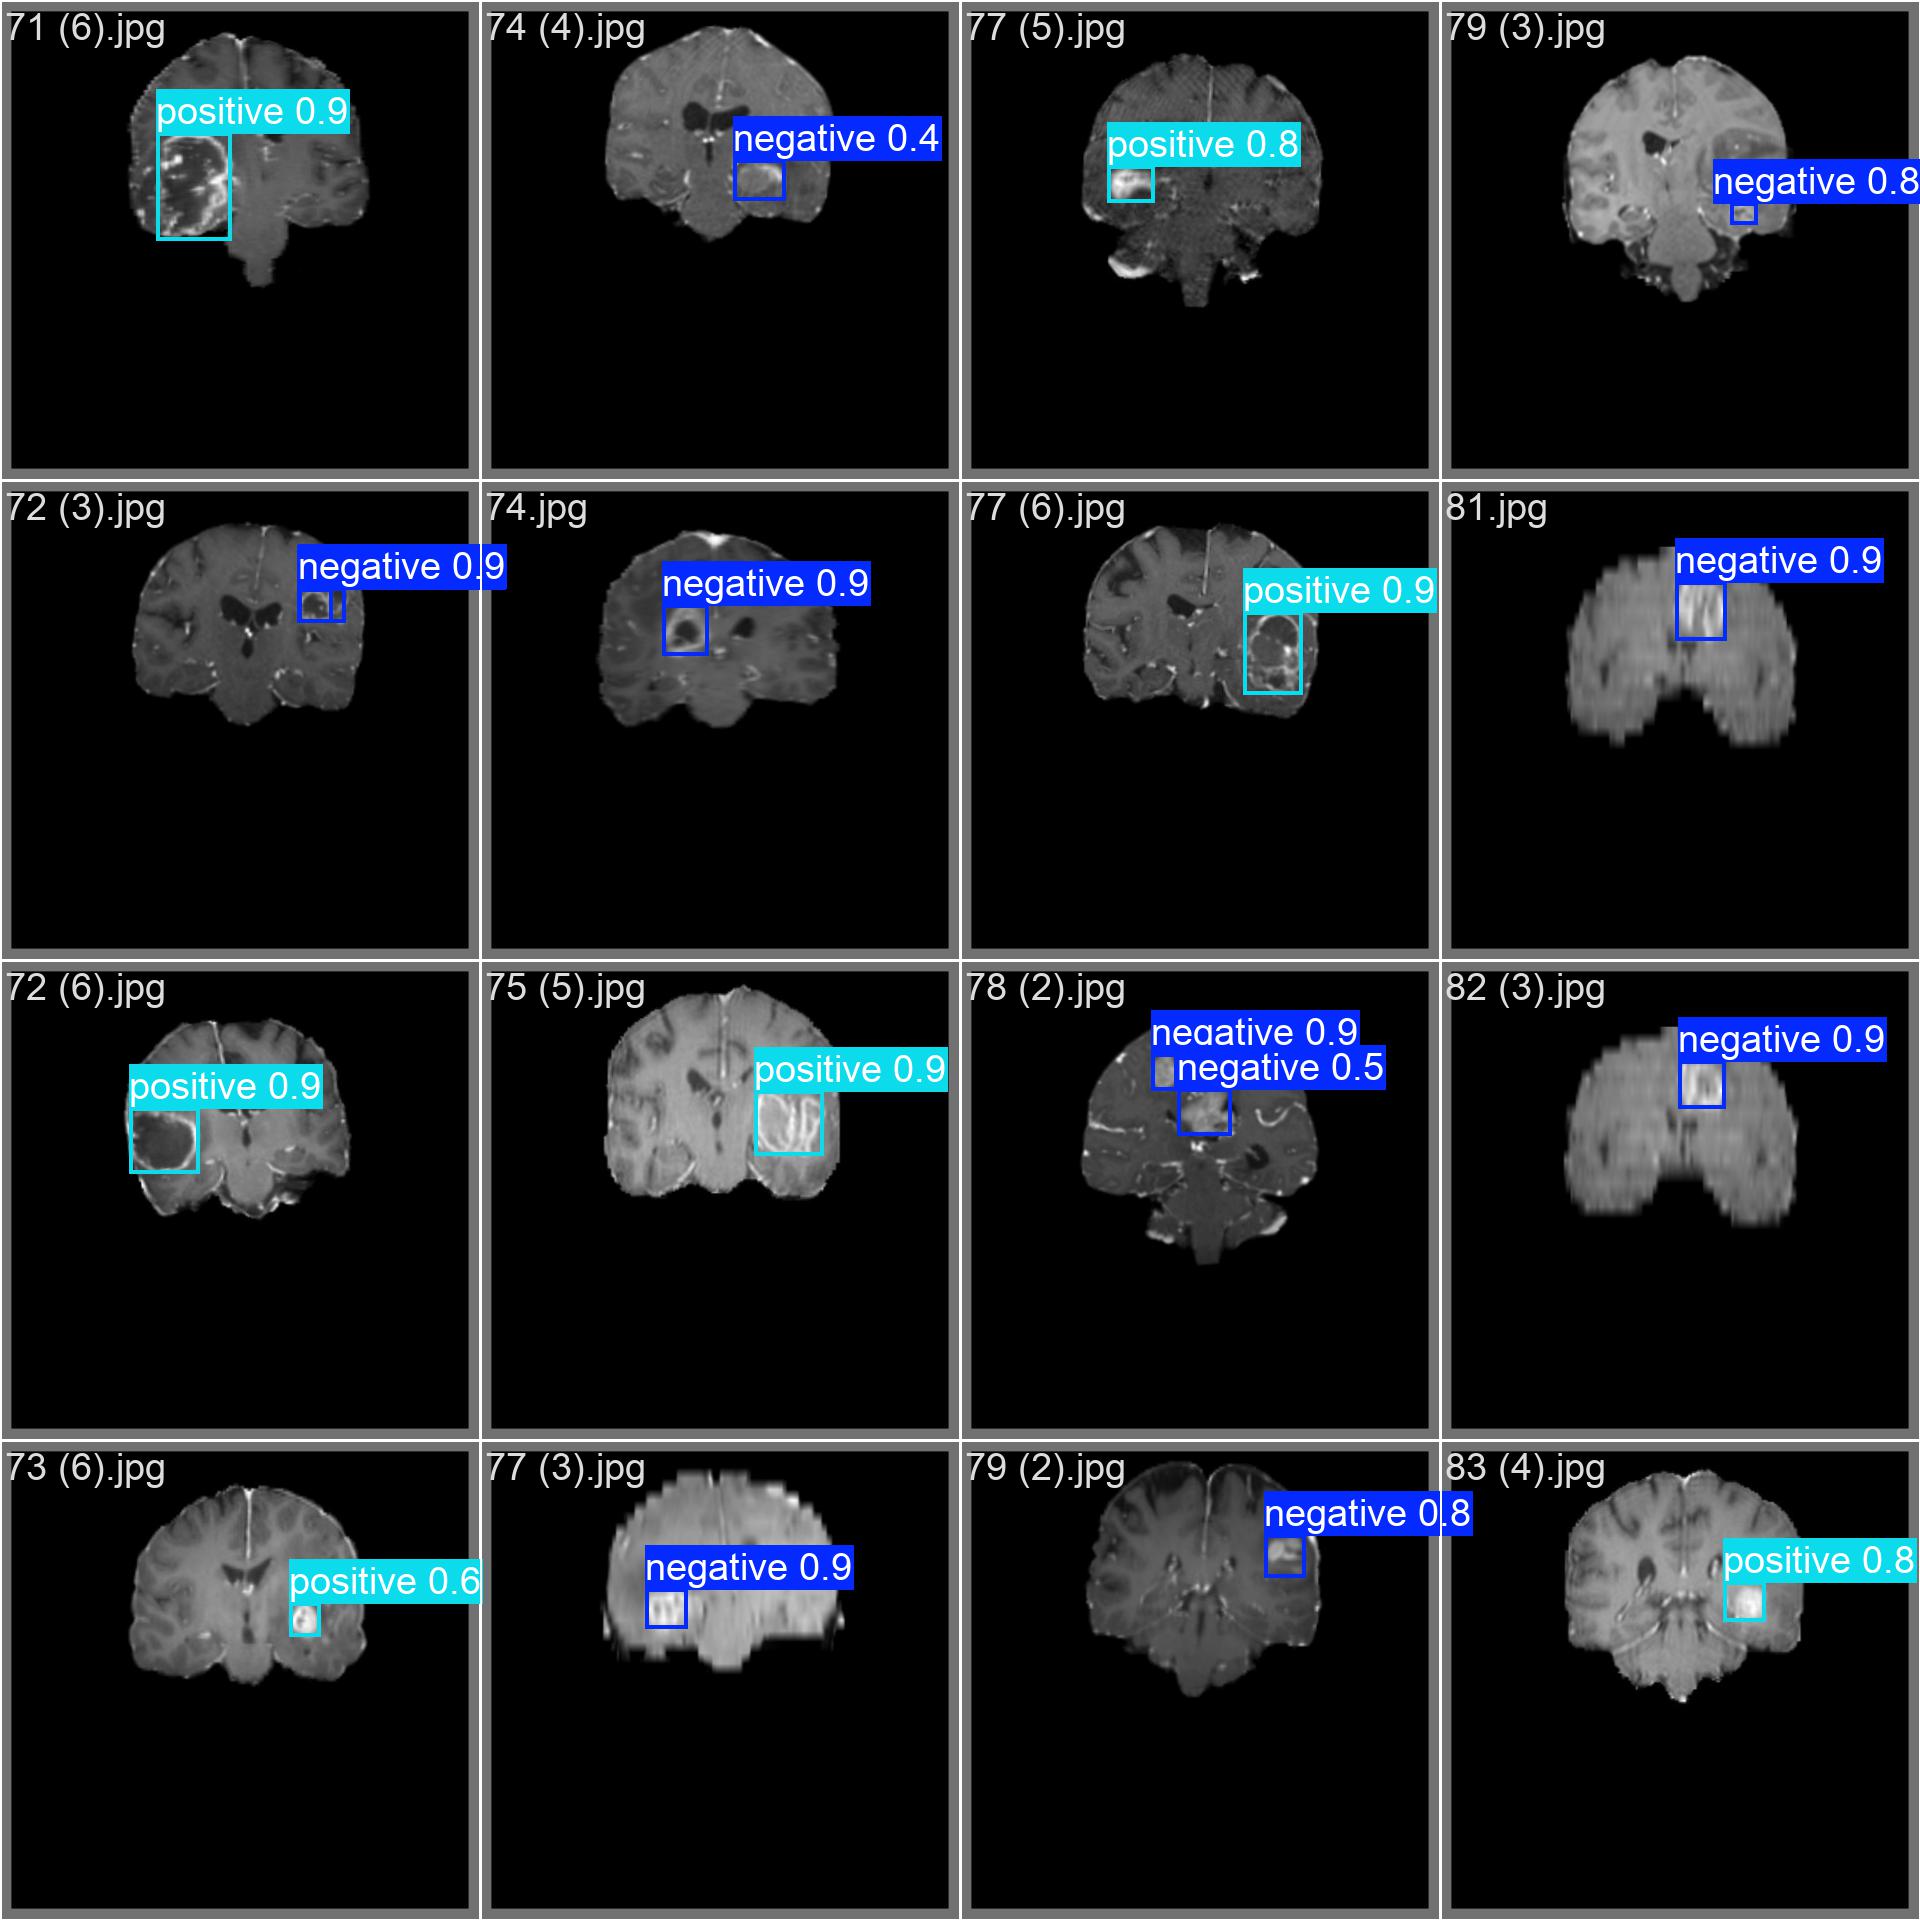 71 (6).jpg
positive 0.9
74 (4).jpg
negative 0.4
77 (5).jpg
positive 0.8
79 (3).jpg
negative 0.8
72 (3).jpg
negative 0.9
74.jpg
negative 0.9
77 (6).jpg
positive 0.9
81.jpg
negative 0.9
72 (6).jpg
positive 0.9
75 (5).jpg
positive 0.9
78 (2).jpg
negative 0.9
negative 0.5
82 (3).jpg
negative 0.9
73 (6).jpg
positive 0.6
77 (3).jpg
negative 0.9
79 (2).jpg
negative 0.8
83 (4).jpg
positive 0.8